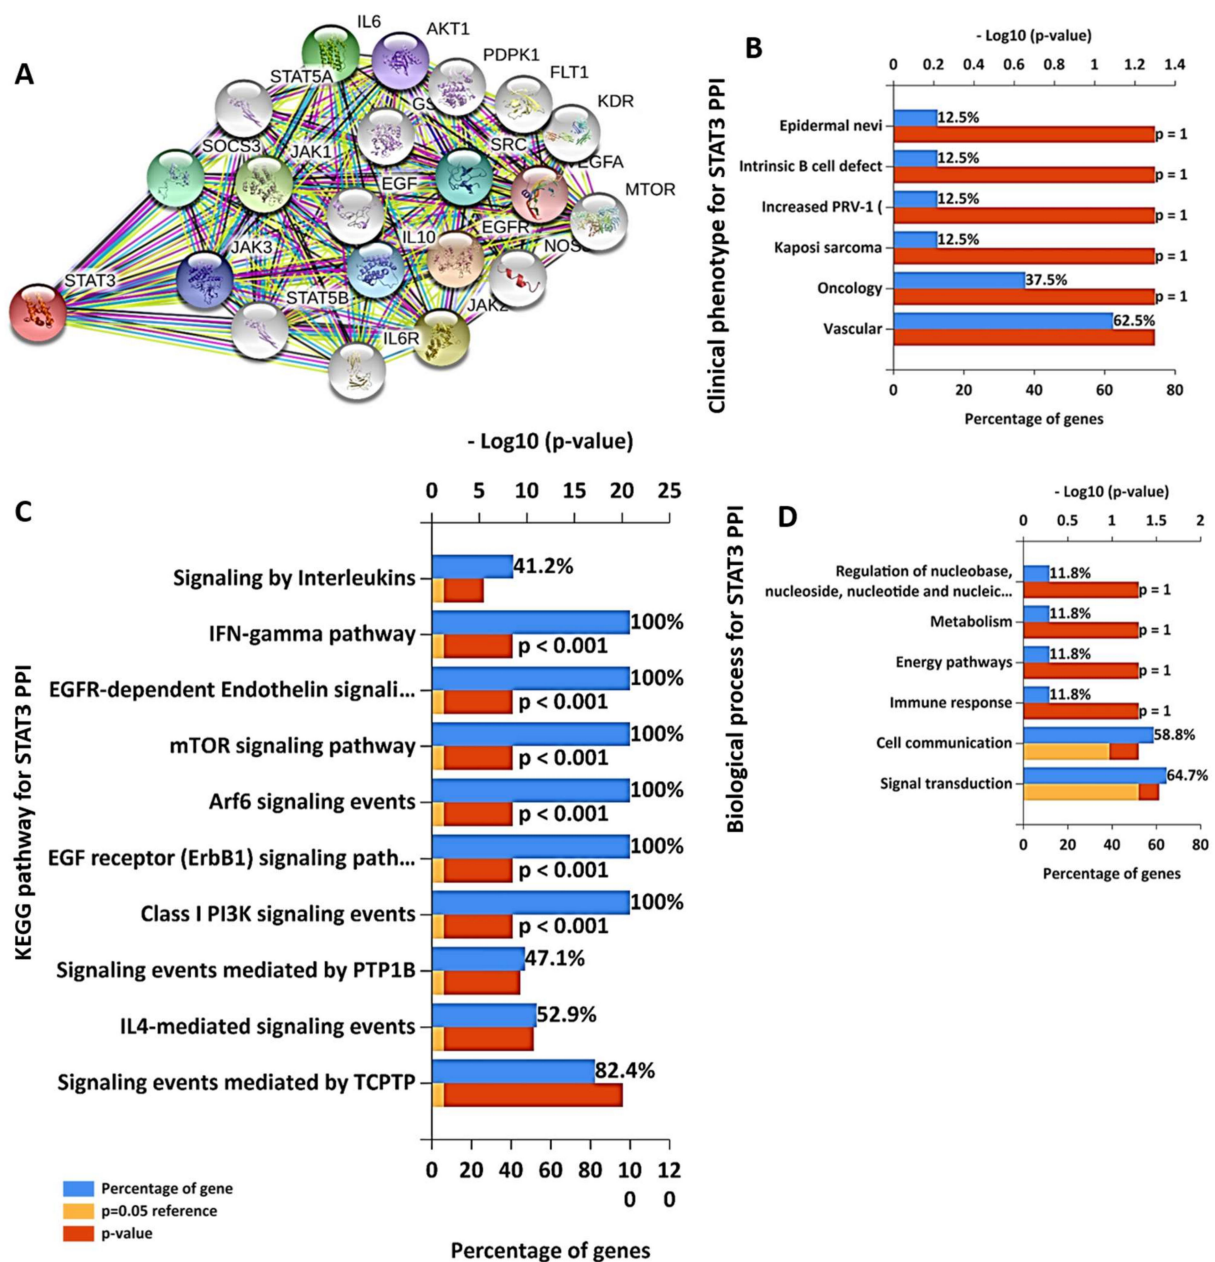 A
IL6
AKT1
PDPK1
FLT1
KDR
STAT5A
GS
SOCS3
JAK1
SRC
EGFA
EGF
MTOR
JAK3
IL10
EGFR
NOS
STAT3
STAT5B
JAK2
IL6R
B
- Log10 (p-value)
0 0.2 0.4 0.6 0.8 1 1.2 1.4
Clinical phenotype for STAT3 PPI
Epidermal nevi 12.5% p = 1
Intrinsic B cell defect 12.5% p = 1
Increased PRV-1 ( 12.5% p = 1
Kaposi sarcoma 12.5% p = 1
Oncology 37.5% p = 1
Vascular 62.5%
0 20 40 60 80
Percentage of genes
C
- Log10 (p-value)
0 5 10 15 20 25
KEGG pathway for STAT3 PPI
Signaling by Interleukins 41.2%
IFN-gamma pathway 100% p < 0.001
EGFR-dependent Endothelin signali... 100% p < 0.001
mTOR signaling pathway 100% p < 0.001
Arf6 signaling events 100% p < 0.001
EGF receptor (ErbB1) signaling path... 100% p < 0.001
Class I PI3K signaling events 100% p < 0.001
Signaling events mediated by PTP1B 47.1%
IL4-mediated signaling events 52.9%
Signaling events mediated by TCPTP 82.4%
0 20 40 60 80 10 12
0 0
Percentage of genes
Percentage of gene
p=0.05 reference
p-value
D
- Log10 (p-value)
0 0.5 1 1.5 2
Biological process for STAT3 PPI
Regulation of nucleobase, 11.8%
nucleoside, nucleotide and nucleic... p = 1
Metabolism 11.8% p = 1
Energy pathways 11.8% p = 1
Immune response 11.8% p = 1
Cell communication 58.8%
Signal transduction 64.7%
0 20 40 60 80
Percentage of genes